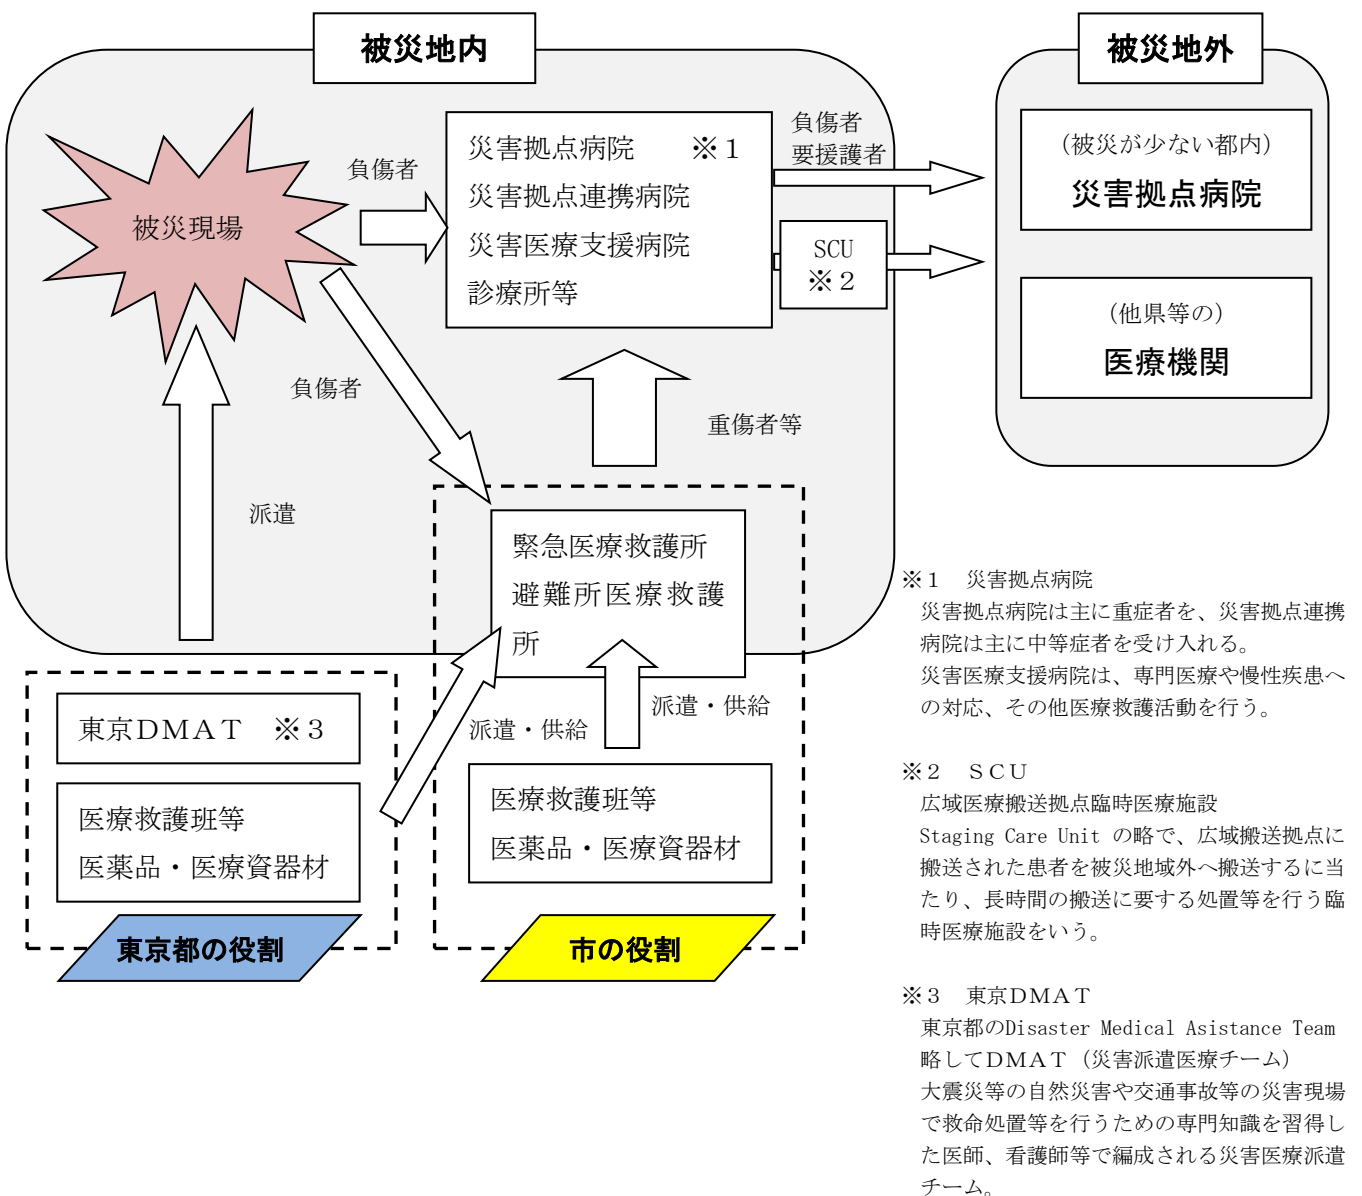 被災地内
被災地外
被災現場
負傷者
災害拠点病院　　※１
災害拠点連携病院
災害医療支援病院
診療所等
負傷者
要援護者
SCU
※２
（被災が少ない都内）
災害拠点病院
（他県等の）
医療機関
負傷者
重傷者等
派遣
緊急医療救護所
避難所医療救護
所
派遣・供給
派遣・供給
東京ＤＭＡＴ　※３
医療救護班等
医薬品・医療資器材
東京都の役割
医療救護班等
医薬品・医療資器材
市の役割
※１　災害拠点病院
災害拠点病院は主に重症者を、災害拠点連携
病院は主に中等症者を受け入れる。
災害医療支援病院は、専門医療や慢性疾患へ
の対応、その他医療救護活動を行う。
※２　ＳＣＵ
広域医療搬送拠点臨時医療施設
Staging Care Unit の略で、広域搬送拠点に
搬送された患者を被災地域外へ搬送するに当
たり、長時間の搬送に要する処置等を行う臨
時医療施設をいう。
※３　東京ＤＭＡＴ
東京都のDisaster Medical Asistance Team
略してＤＭＡＴ（災害派遣医療チーム）
大震災等の自然災害や交通事故等の災害現場
で救命処置等を行うための専門知識を習得し
た医師、看護師等で編成される災害医療派遣
チーム。